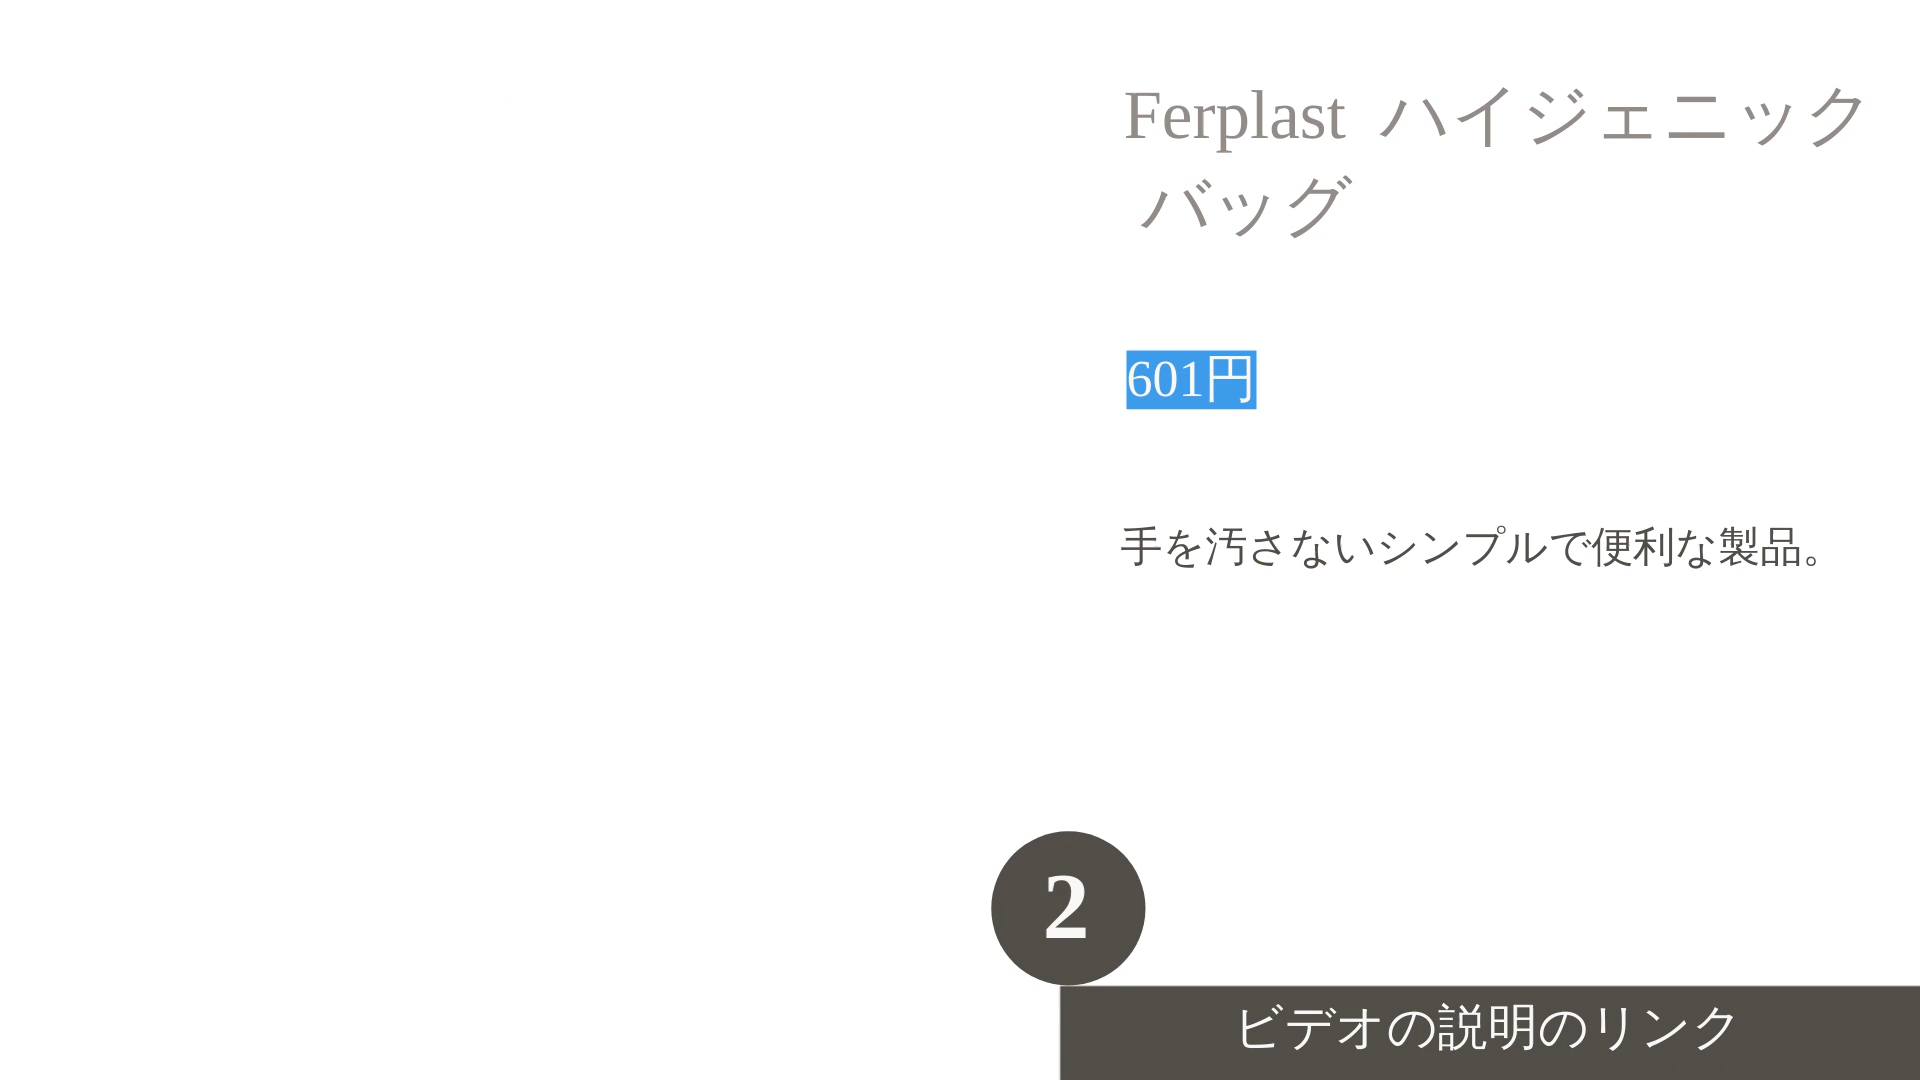 Ferplast ハイジェニック
バッグ
601円
手を汚さないシンプルで便利な製品。
2
ビデオの説明のリンク